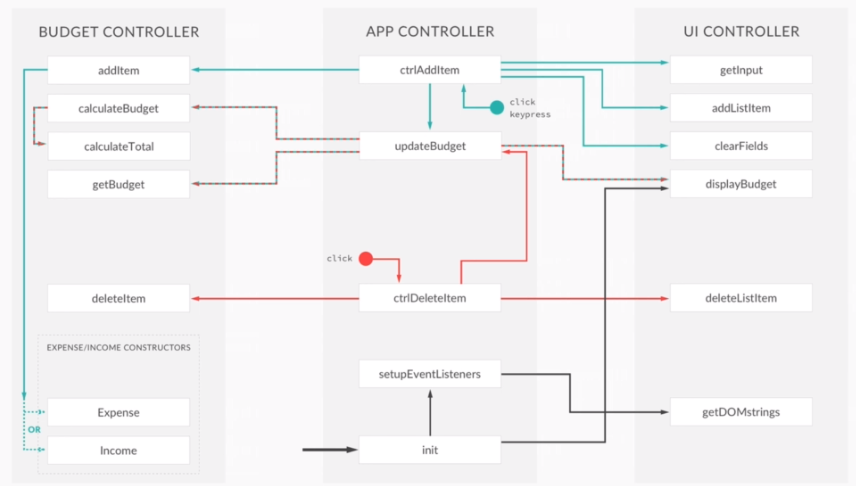 BUDGET CONTROLLER
APP CONTROLLER
UI CONTROLLER
addItem
ctrlAddItem
getInput
calculateBudget
click
keypress
addListItem
calculateTotal
updateBudget
clearFields
getBudget
displayBudget
click
deleteItem
ctrlDeleteItem
deleteListItem
EXPENSE/INCOME CONSTRUCTORS
setupEventListeners
Expense
getDOMstrings
OR
Income
init